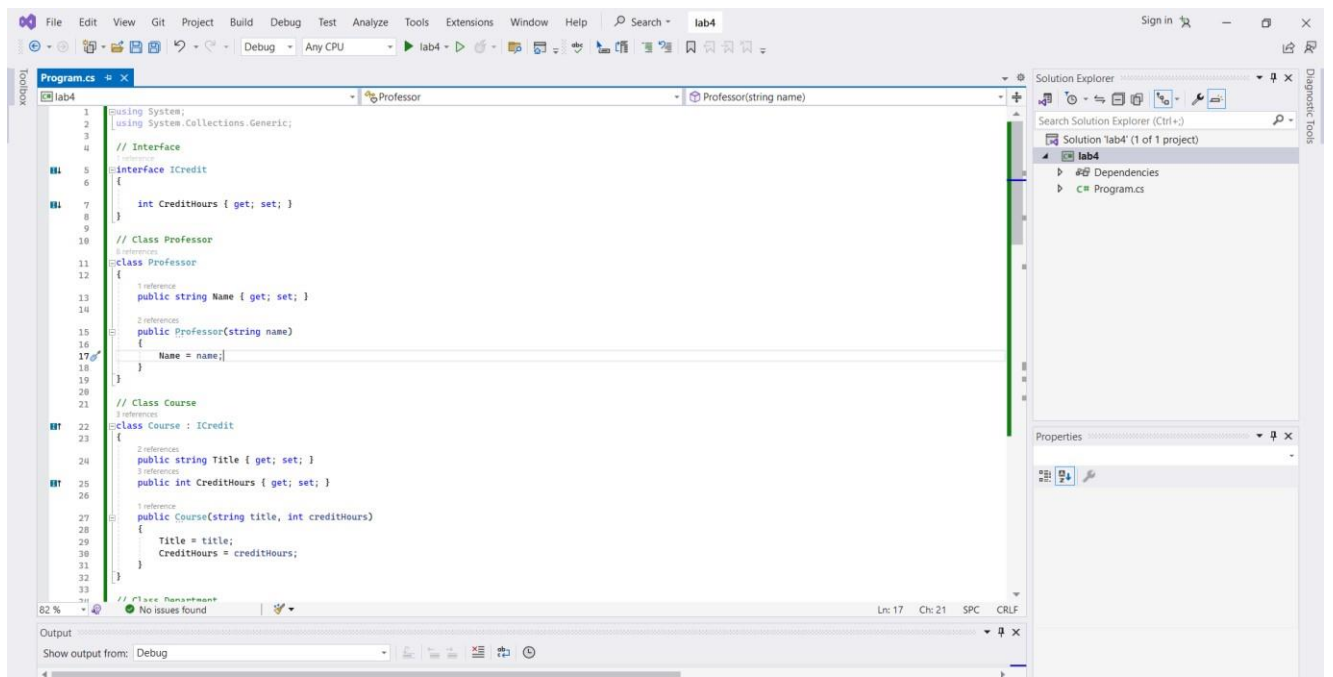 File Edit View Git Project Build Debug Test Analyze Tools Extensions Window Help Search lab4 Sign in
Debug Any CPU lab4
Toolbox
Program.cs
lab4 Professor Professor(string name)
1 using System;
2 using System.Collections.Generic;
3
4 // Interface
1 reference
5 interface ICredit
6 {
7 int CreditHours { get; set; }
8 }
9
10 // Class Professor
6 references
11 class Professor
12 {
1 reference
13 public string Name { get; set; }
14
2 references
15 public Professor(string name)
16 {
17 Name = name;
18 }
19 }
20
21 // Class Course
3 references
22 class Course : ICredit
23 {
2 references
24 public string Title { get; set; }
3 references
25 public int CreditHours { get; set; }
26
1 reference
27 public Course(string title, int creditHours)
28 {
29 Title = title;
30 CreditHours = creditHours;
31 }
32 }
33
34 // Class Department
82 % No issues found Ln: 17 Ch: 21 SPC CRLF
Output
Show output from: Debug
Solution Explorer
Search Solution Explorer (Ctrl+;)
Solution 'lab4' (1 of 1 project)
lab4
Dependencies
C# Program.cs
Properties
Diagnostic Tools